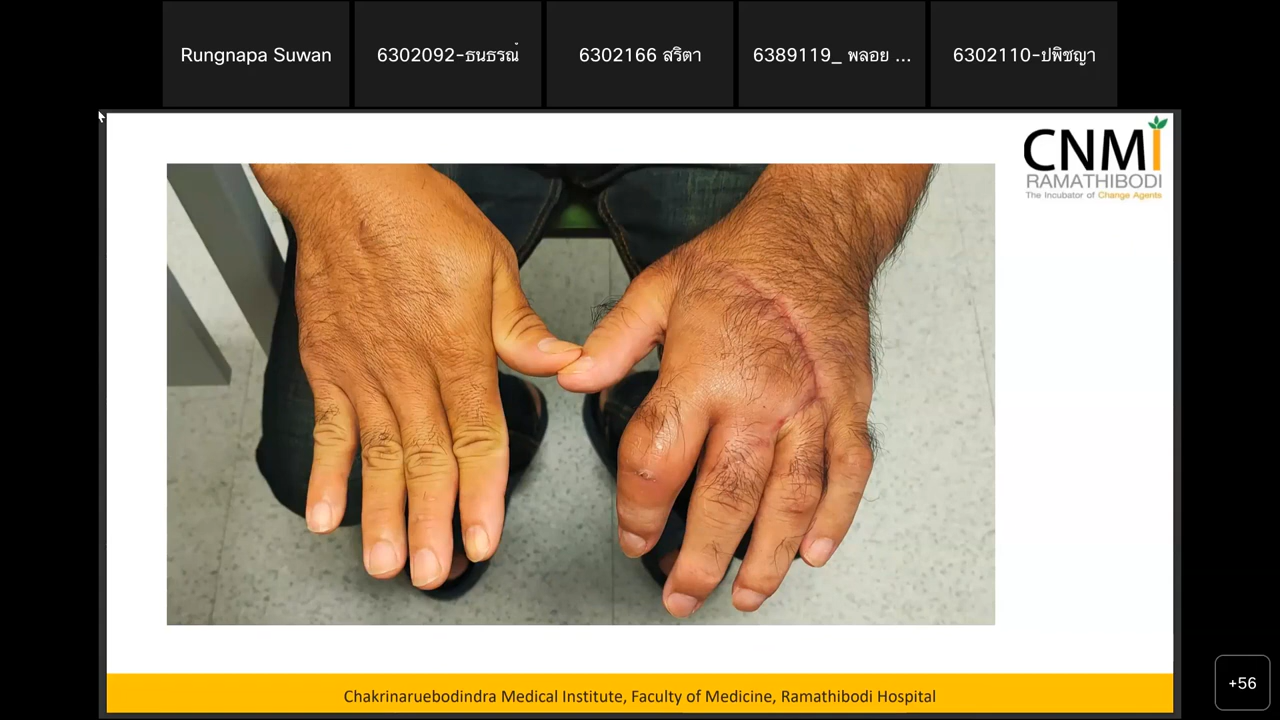 Rungnapa Suwan
6302092-ธนธรณ์
6302166 สริตา
6389119_ พลอย ...
6302110-ปพิชญา
CNMI
RAMATHIBODI
The Incubator of Change Agents
Chakrinaruebodindra Medical Institute, Faculty of Medicine, Ramathibodi Hospital
+56